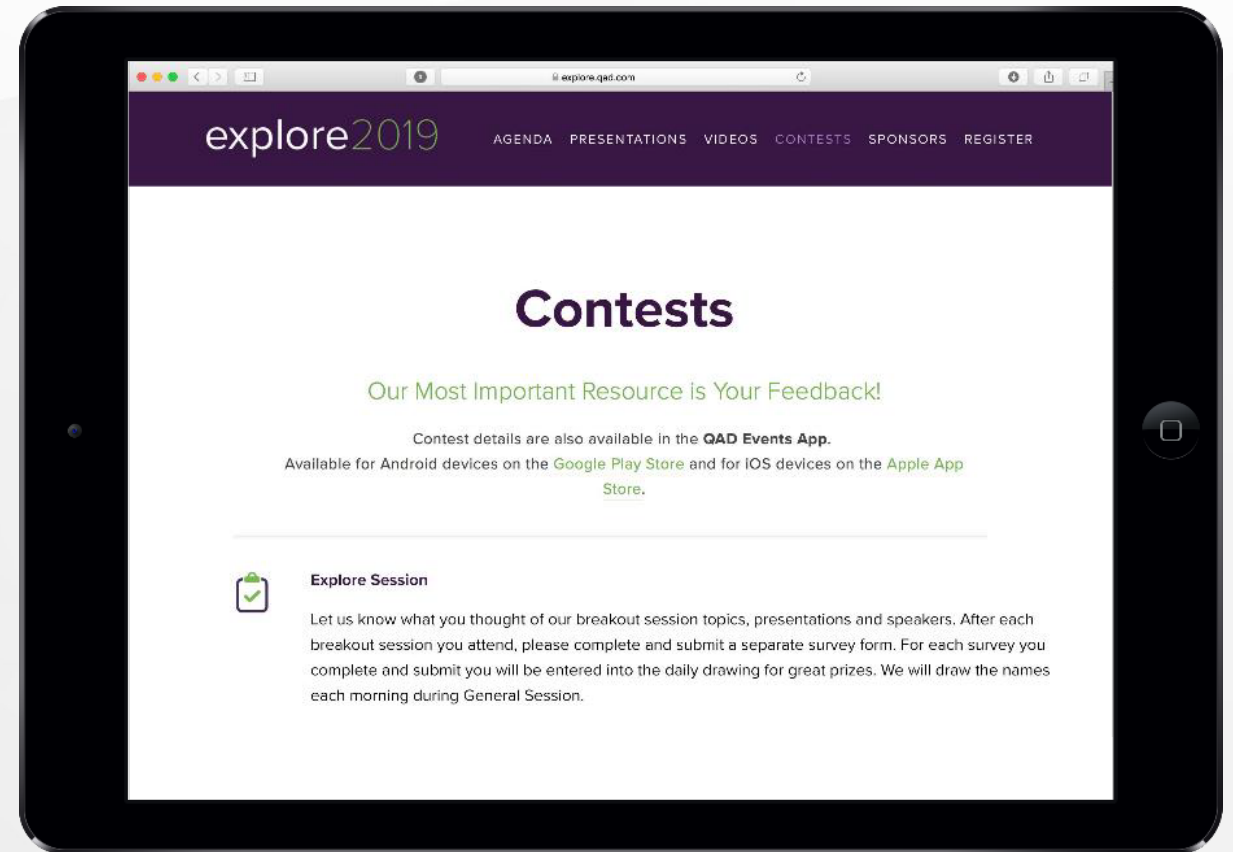 explore.qad.com
explore2019 AGENDA PRESENTATIONS VIDEOS CONTESTS SPONSORS REGISTER
Contests
Our Most Important Resource is Your Feedback!
Contest details are also available in the QAD Events App.
Available for Android devices on the Google Play Store and for iOS devices on the Apple App
Store.
Explore Session
Let us know what you thought of our breakout session topics, presentations and speakers. After each
breakout session you attend, please complete and submit a separate survey form. For each survey you
complete and submit you will be entered into the daily drawing for great prizes. We will draw the names
each morning during General Session.